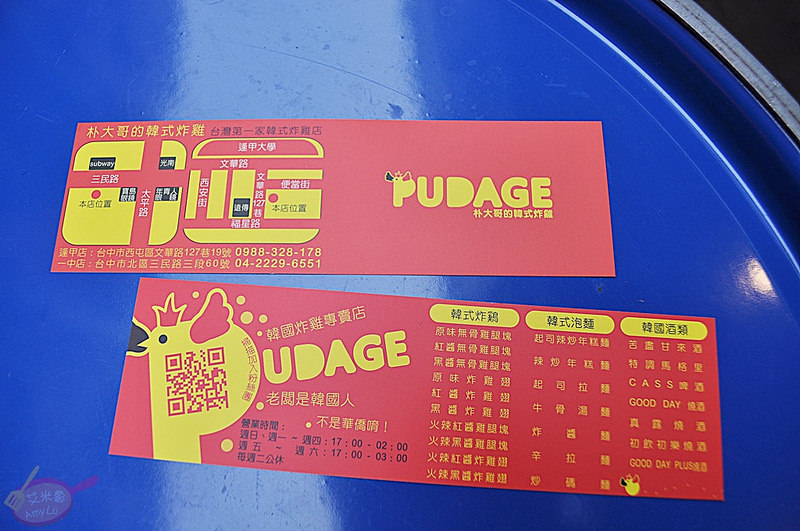 朴大哥的韓式炸雞 台灣第一家韓式炸雞店
subway
光南
三民路
寶島眼鏡
太平路
年青人眼鏡
本店位置
逢甲大學
文華路
西安街
文華路127巷
便當街
遠傳
本店位置
福星路
逢甲店：台中市西屯區文華路127巷19號 0988-328-178
一中店：台中市北區三民路三段60號 04-2229-6551
PUDAGE
朴大哥的韓式炸雞
韓國炸雞專賣店
掃描加入粉絲團
UDAGE
老闆是韓國人
不是華僑唷！
營業時間：
週日、週一～週四：17:00-02:00
週五～週六：17:00-03:00
每週二公休
韓式炸鷄
原味無骨雞腿塊
紅醬無骨雞腿塊
黑醬無骨雞腿塊
原味炸雞翅
紅醬炸雞翅
黑醬炸雞翅
火辣紅醬雞腿塊
火辣黑醬雞腿塊
火辣紅醬炸雞翅
火辣黑醬炸雞翅
韓式泡麵
起司辣炒年糕麵
辣炒年糕麵
起司拉麵
牛骨湯麵
炸醬麵
辛拉麵
炒碼麵
韓國酒類
苦盡甘來酒
特調馬格里
CASS啤酒
GOOD DAY 燒酒
真露燒酒
初飲初樂燒酒
GOOD DAY PLUS燒酒
艾米魯
AmyLu